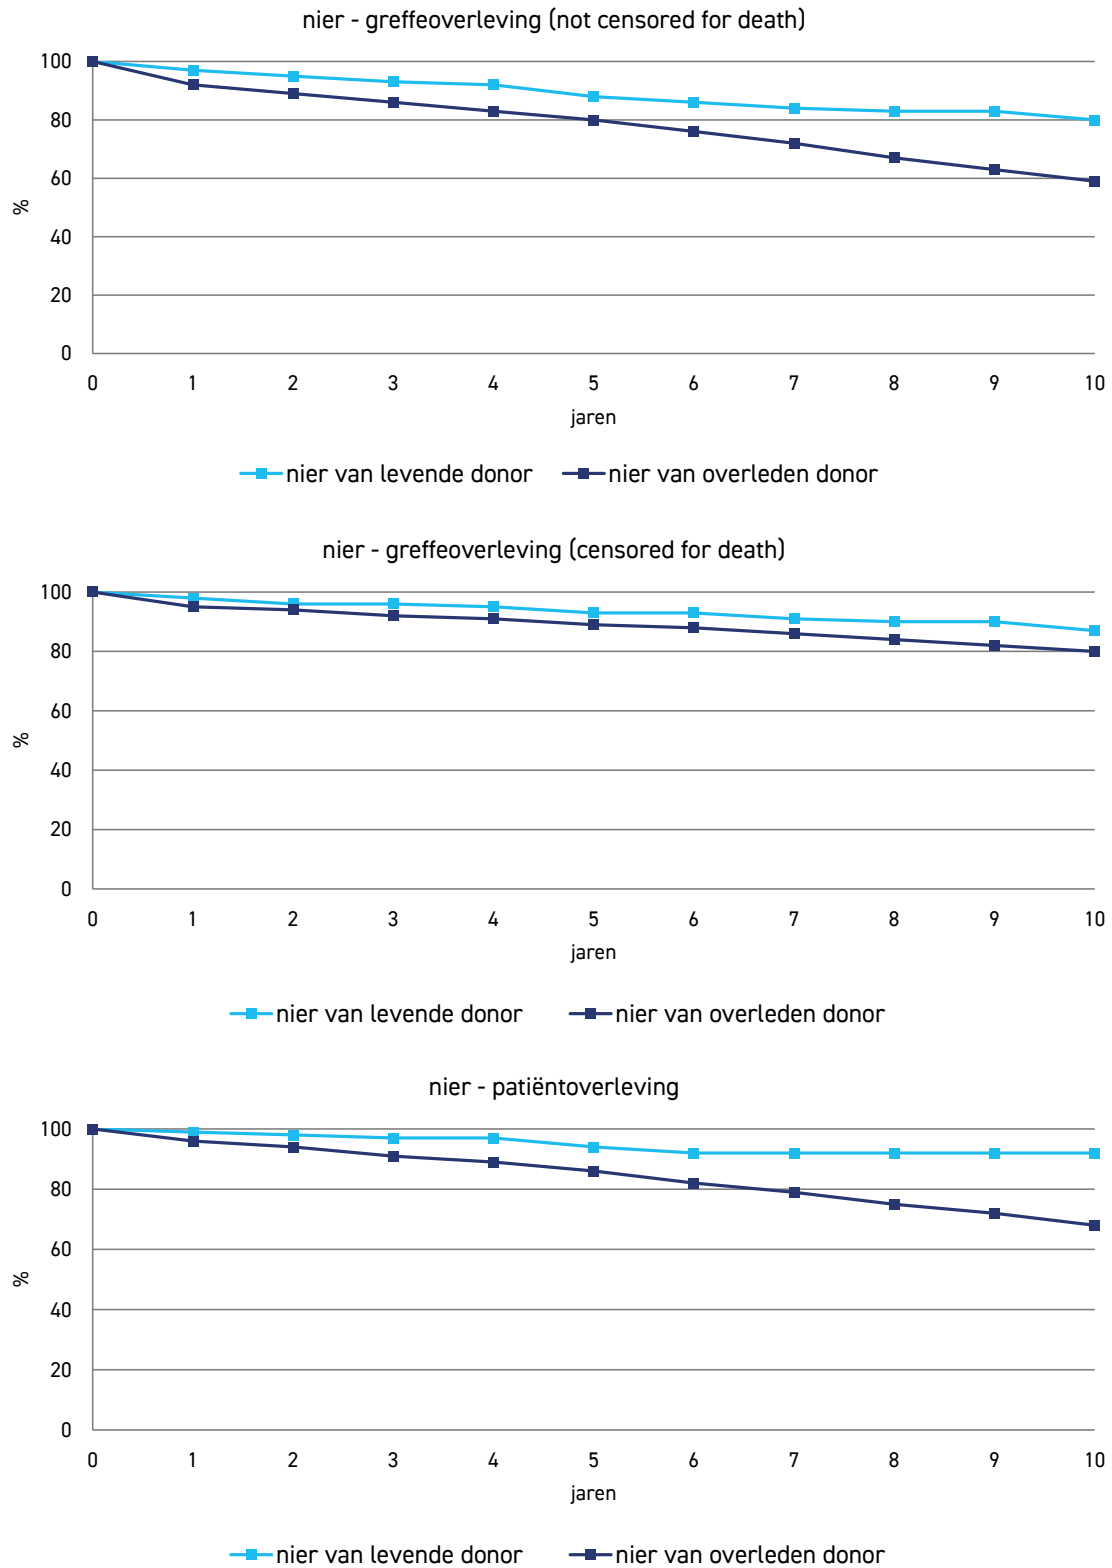 nier - greffeoverleving (not censored for death)
100
80
60
40
20
0
%
0 1 2 3 4 5 6 7 8 9 10
jaren
nier van levende donor nier van overleden donor
nier - greffeoverleving (censored for death)
100
80
60
40
20
0
%
0 1 2 3 4 5 6 7 8 9 10
jaren
nier van levende donor nier van overleden donor
nier - patiëntoverleving
100
80
60
40
20
0
%
0 1 2 3 4 5 6 7 8 9 10
jaren
nier van levende donor nier van overleden donor